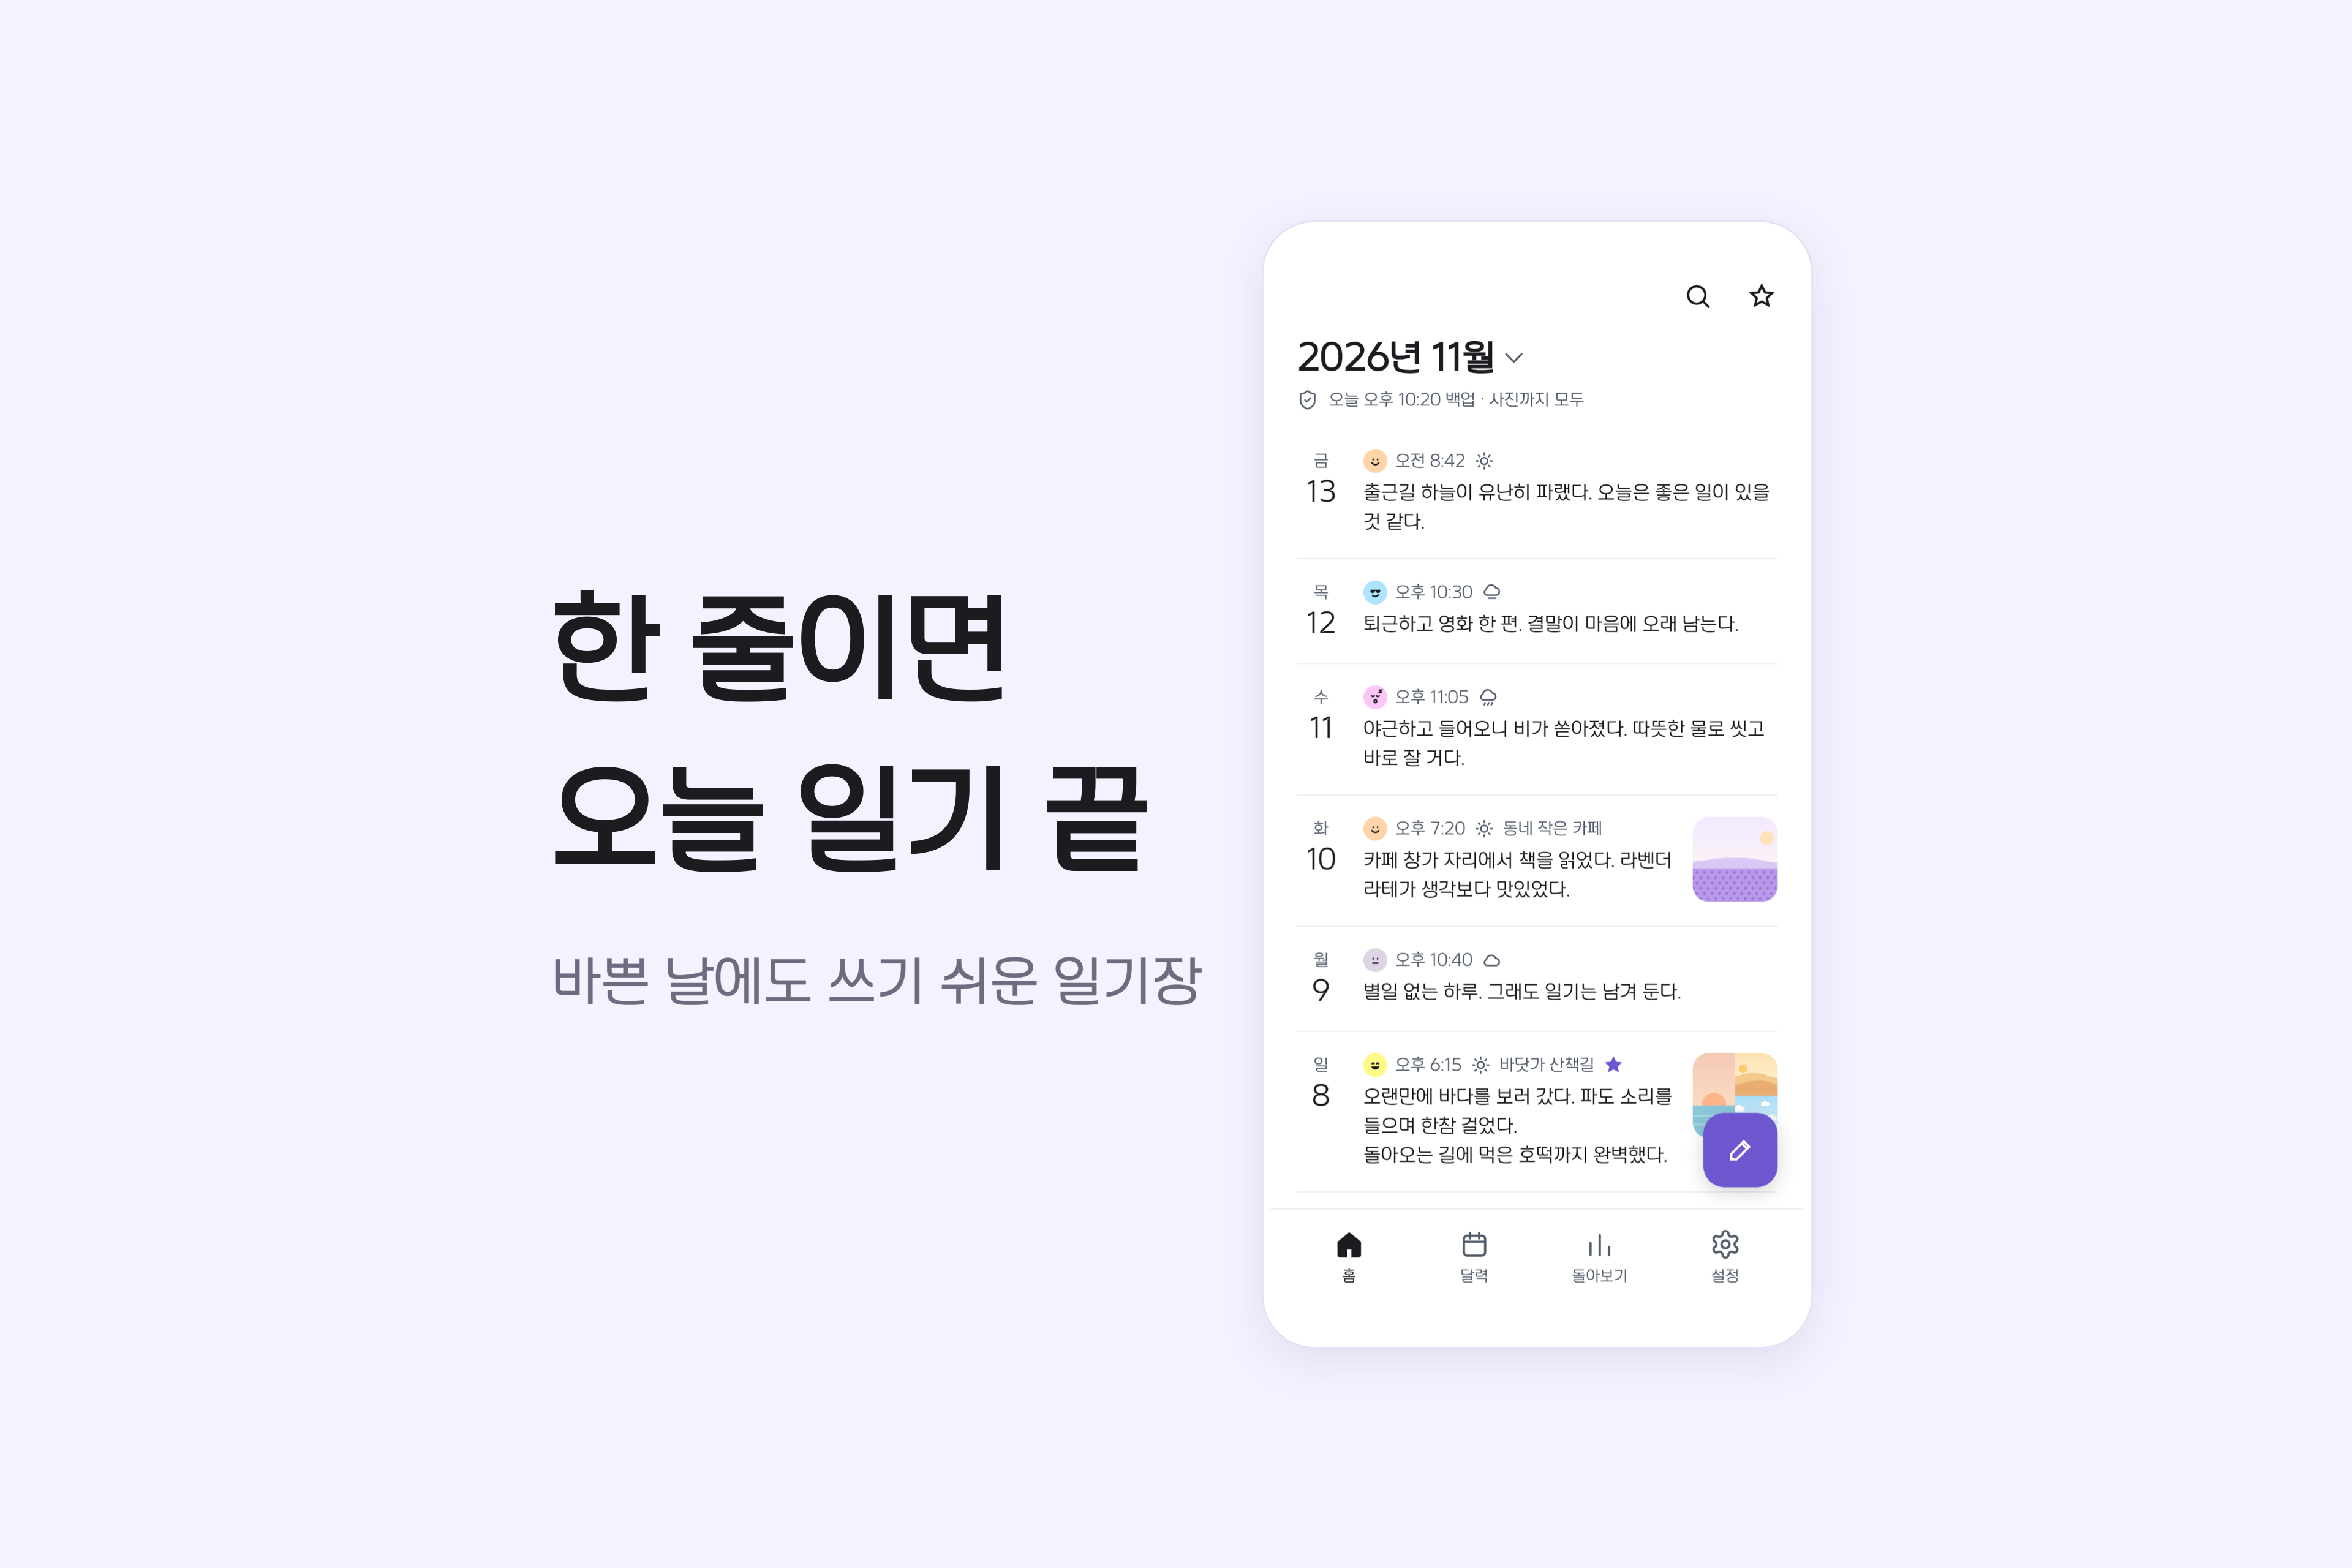 한 줄이면
오늘 일기 끝
바쁜 날에도 쓰기 쉬운 일기장
2026년 11월
오늘 오후 10:20 백업 · 사진까지 모두
금
13
오전 8:42
출근길 하늘이 유난히 파랬다. 오늘은 좋은 일이 있을
것 같다.
목
12
오후 10:30
퇴근하고 영화 한 편. 결말이 마음에 오래 남는다.
수
11
오후 11:05
야근하고 들어오니 비가 쏟아졌다. 따뜻한 물로 씻고
바로 잘 거다.
화
10
오후 7:20 동네 작은 카페
카페 창가 자리에서 책을 읽었다. 라벤더
라테가 생각보다 맛있었다.
월
9
오후 10:40
별일 없는 하루. 그래도 일기는 남겨 둔다.
일
8
오후 6:15 바닷가 산책길
오랜만에 바다를 보러 갔다. 파도 소리를
들으며 한참 걸었다.
돌아오는 길에 먹은 호떡까지 완벽했다.
홈
달력
돌아보기
설정